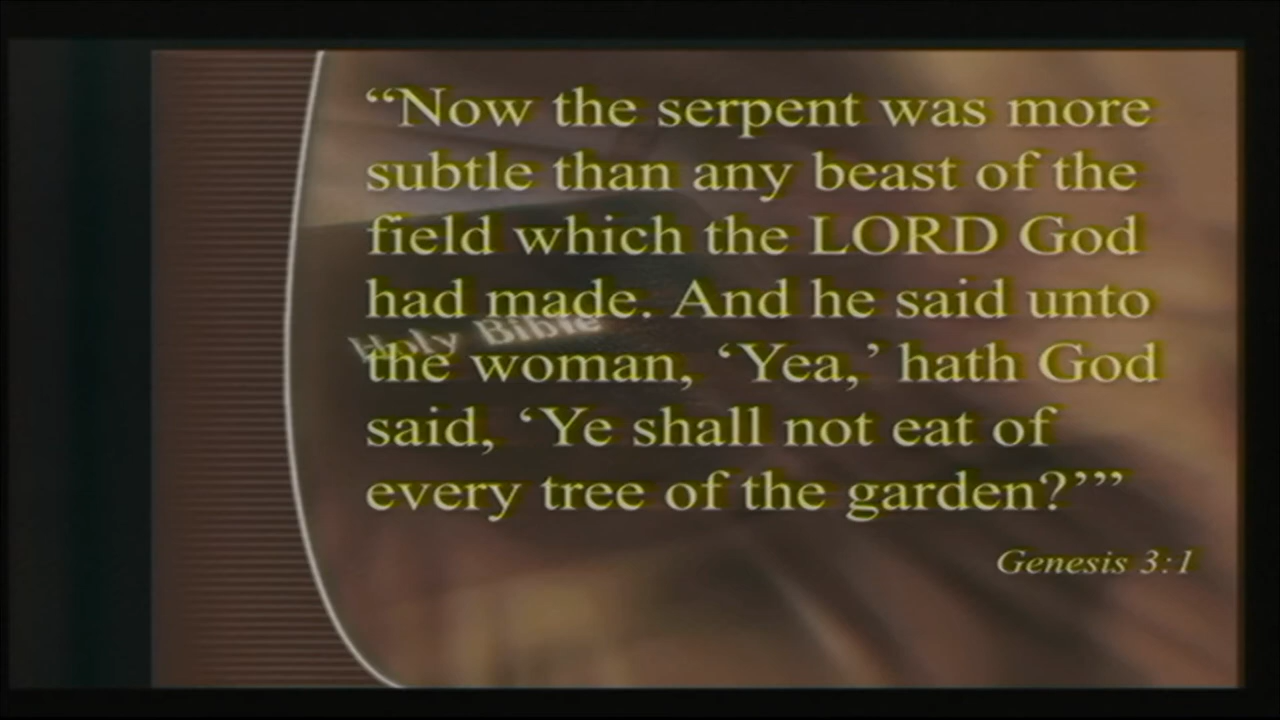 “Now the serpent was more
subtle than any beast of the
field which the LORD God
had made. And he said unto
Holy Bible
the woman, ‘Yea,’ hath God
said, ‘Ye shall not eat of
every tree of the garden?’”
Genesis 3:1